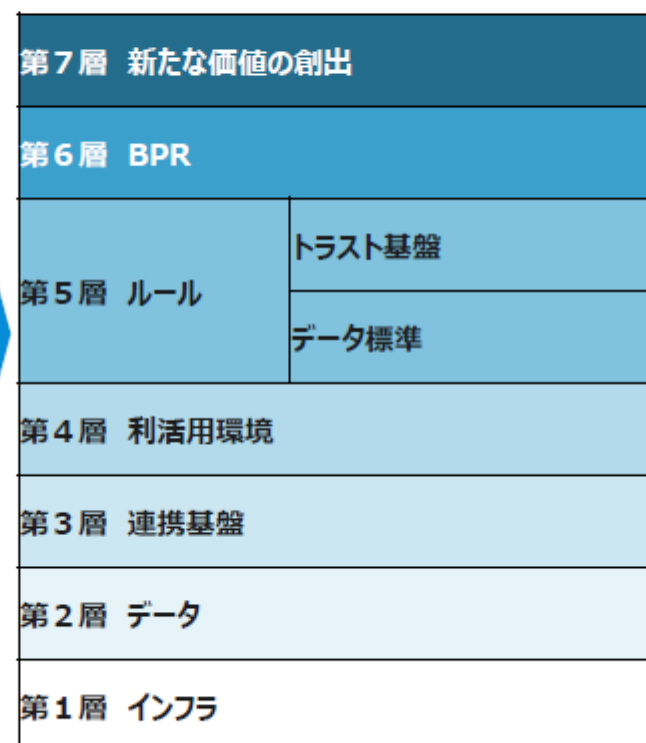 第７層 新たな価値の創出
第６層 BPR
第５層 ルール
トラスト基盤
データ標準
第４層 利活用環境
第３層 連携基盤
第２層 データ
第１層 インフラ